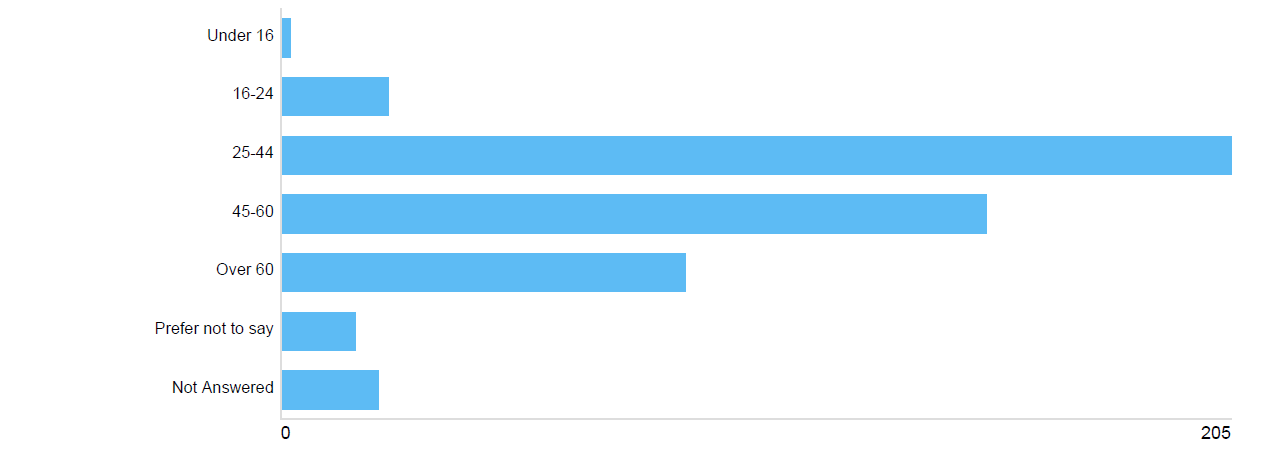 Under 16
16-24
25-44
45-60
Over 60
Prefer not to say
Not Answered
0 205